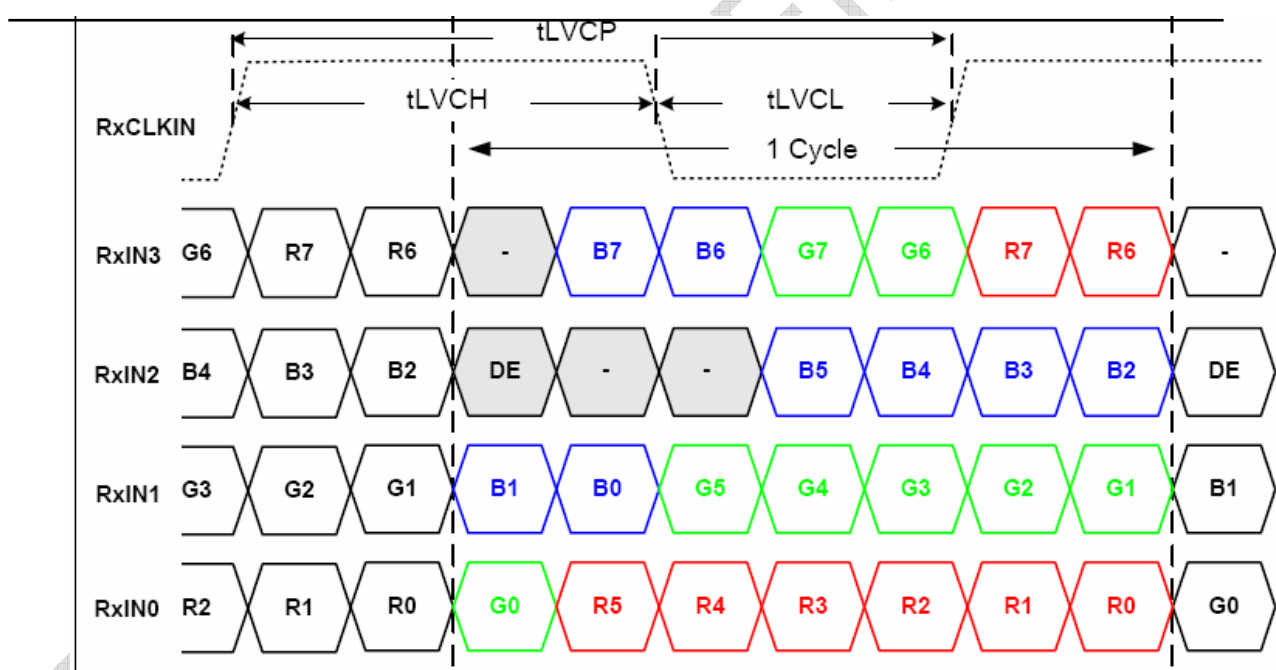 tLVCP
tLVCH tLVCL
RxCLKIN
1 Cycle
RxIN3 G6 R7 R6 - B7 B6 G7 G6 R7 R6 -
RxIN2 B4 B3 B2 DE - - B5 B4 B3 B2 DE
RxIN1 G3 G2 G1 B1 B0 G5 G4 G3 G2 G1 B1
RxIN0 R2 R1 R0 G0 R5 R4 R3 R2 R1 R0 G0